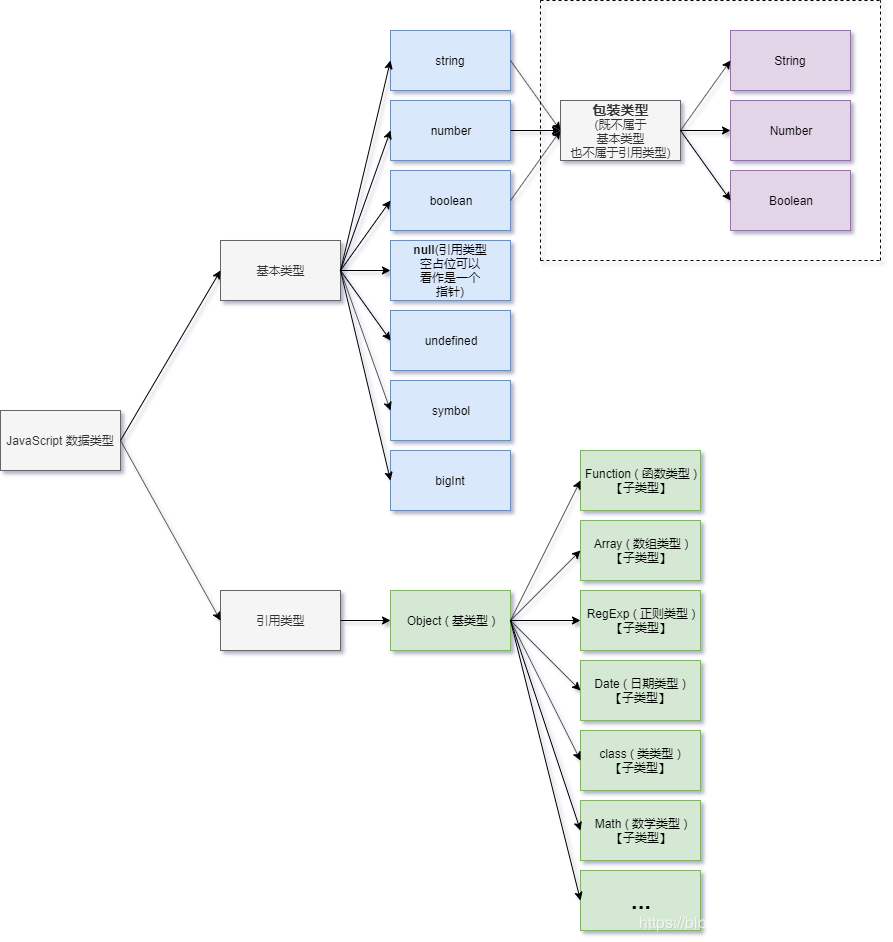 string
String
number
包装类型
(既不属于
基本类型
也不属于引用类型)
Number
boolean
Boolean
基本类型
null(引用类型
空占位可以
看作是一个
指针)
undefined
JavaScript 数据类型
symbol
bigInt
Function ( 函数类型 )
【子类型】
Array ( 数组类型 )
【子类型】
引用类型
Object ( 基类型 )
RegExp ( 正则类型 )
【子类型】
Date ( 日期类型 )
【子类型】
class ( 类类型 )
【子类型】
Math ( 数学类型 )
【子类型】
...
https://blo